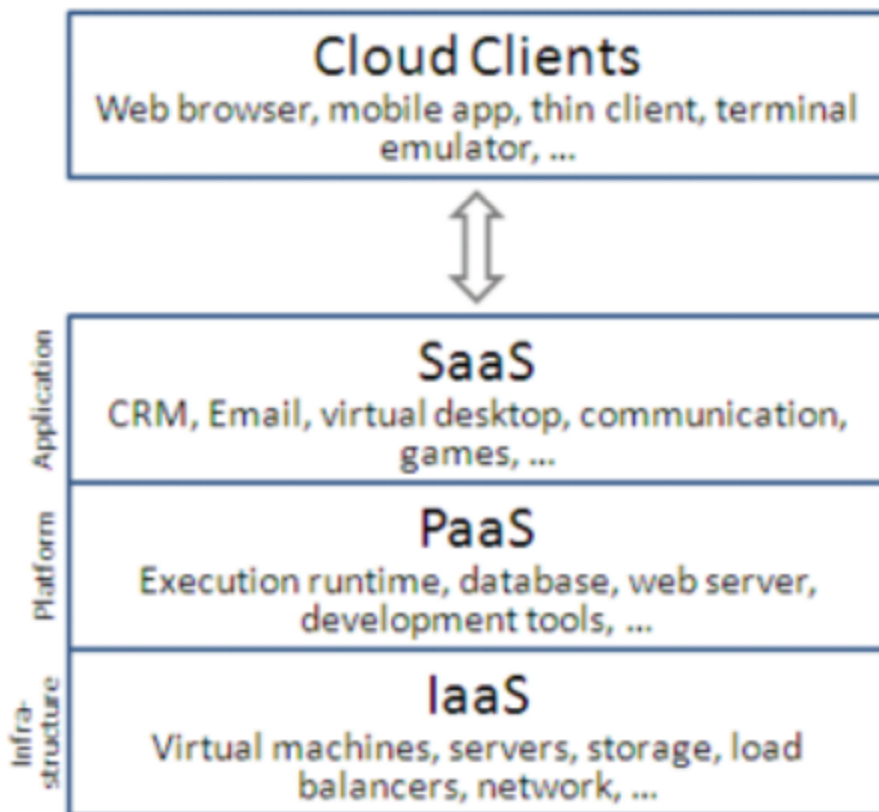 Cloud Clients
Web browser, mobile app, thin client, terminal
emulator, ...
Application
SaaS
CRM, Email, virtual desktop, communication,
games, ...
Platform
PaaS
Execution runtime, database, web server,
development tools, ...
Infra-
structure
IaaS
Virtual machines, servers, storage, load
balancers, network, ...